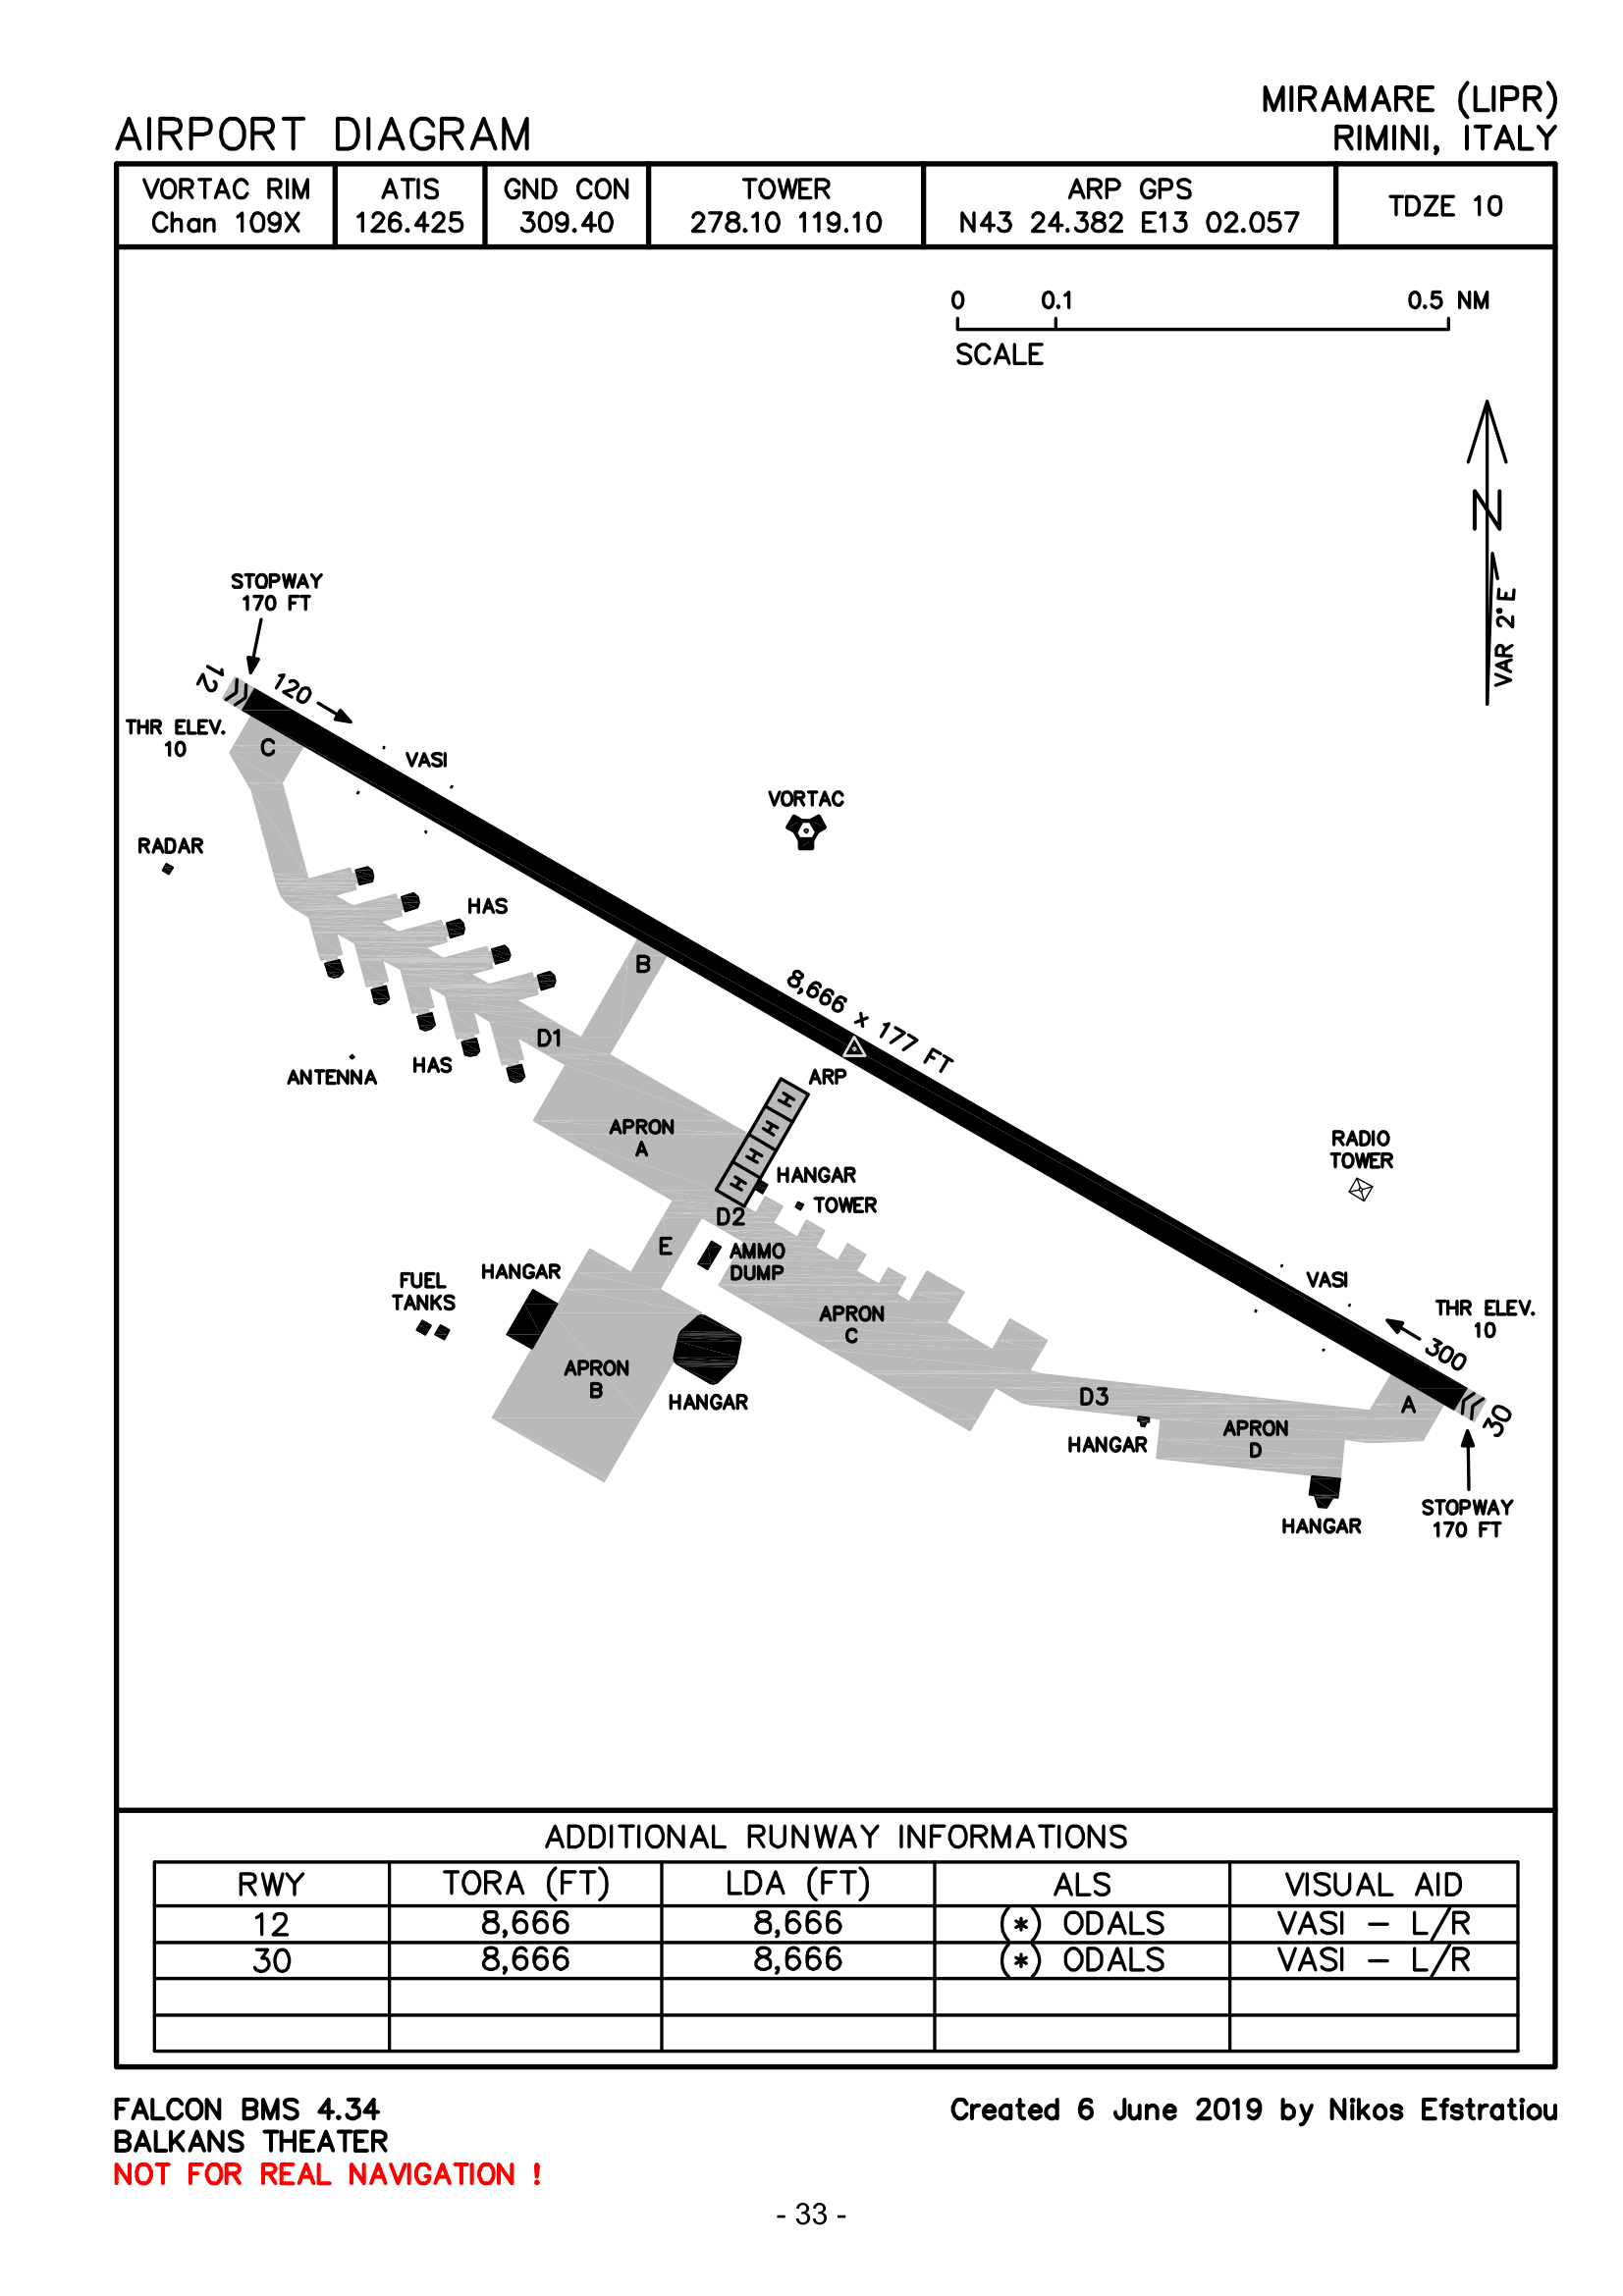 MIRAMARE (LIPR)
AIRPORT DIAGRAM
RIMINI, ITALY
VORTAC RIM
Chan 109X
ATIS
126.425
GND CON
309.40
TOWER
278.10 119.10
ARP GPS
N43 24.382 E13 02.057
TDZE 10
0 0.1 0.5 NM
SCALE
N
VAR 2°E
STOPWAY
170 FT
12
120
THR ELEV.
10
C
VASI
VORTAC
RADAR
HAS
B
8,666 x 177 FT
D1
HAS
ANTENNA
ARP
APRON
A
H
H
H
H
HANGAR
TOWER
D2
RADIO
TOWER
E
AMMO
DUMP
HANGAR
FUEL
TANKS
VASI
THR ELEV.
10
APRON
C
300
APRON
B
HANGAR
D3
A
30
APRON
D
HANGAR
HANGAR
STOPWAY
170 FT
ADDITIONAL RUNWAY INFORMATIONS
RWY TORA (FT) LDA (FT) ALS VISUAL AID
12 8,666 8,666 (*) ODALS VASI - L/R
30 8,666 8,666 (*) ODALS VASI - L/R
FALCON BMS 4.34
Created 6 June 2019 by Nikos Efstratiou
BALKANS THEATER
NOT FOR REAL NAVIGATION !
- 33 -